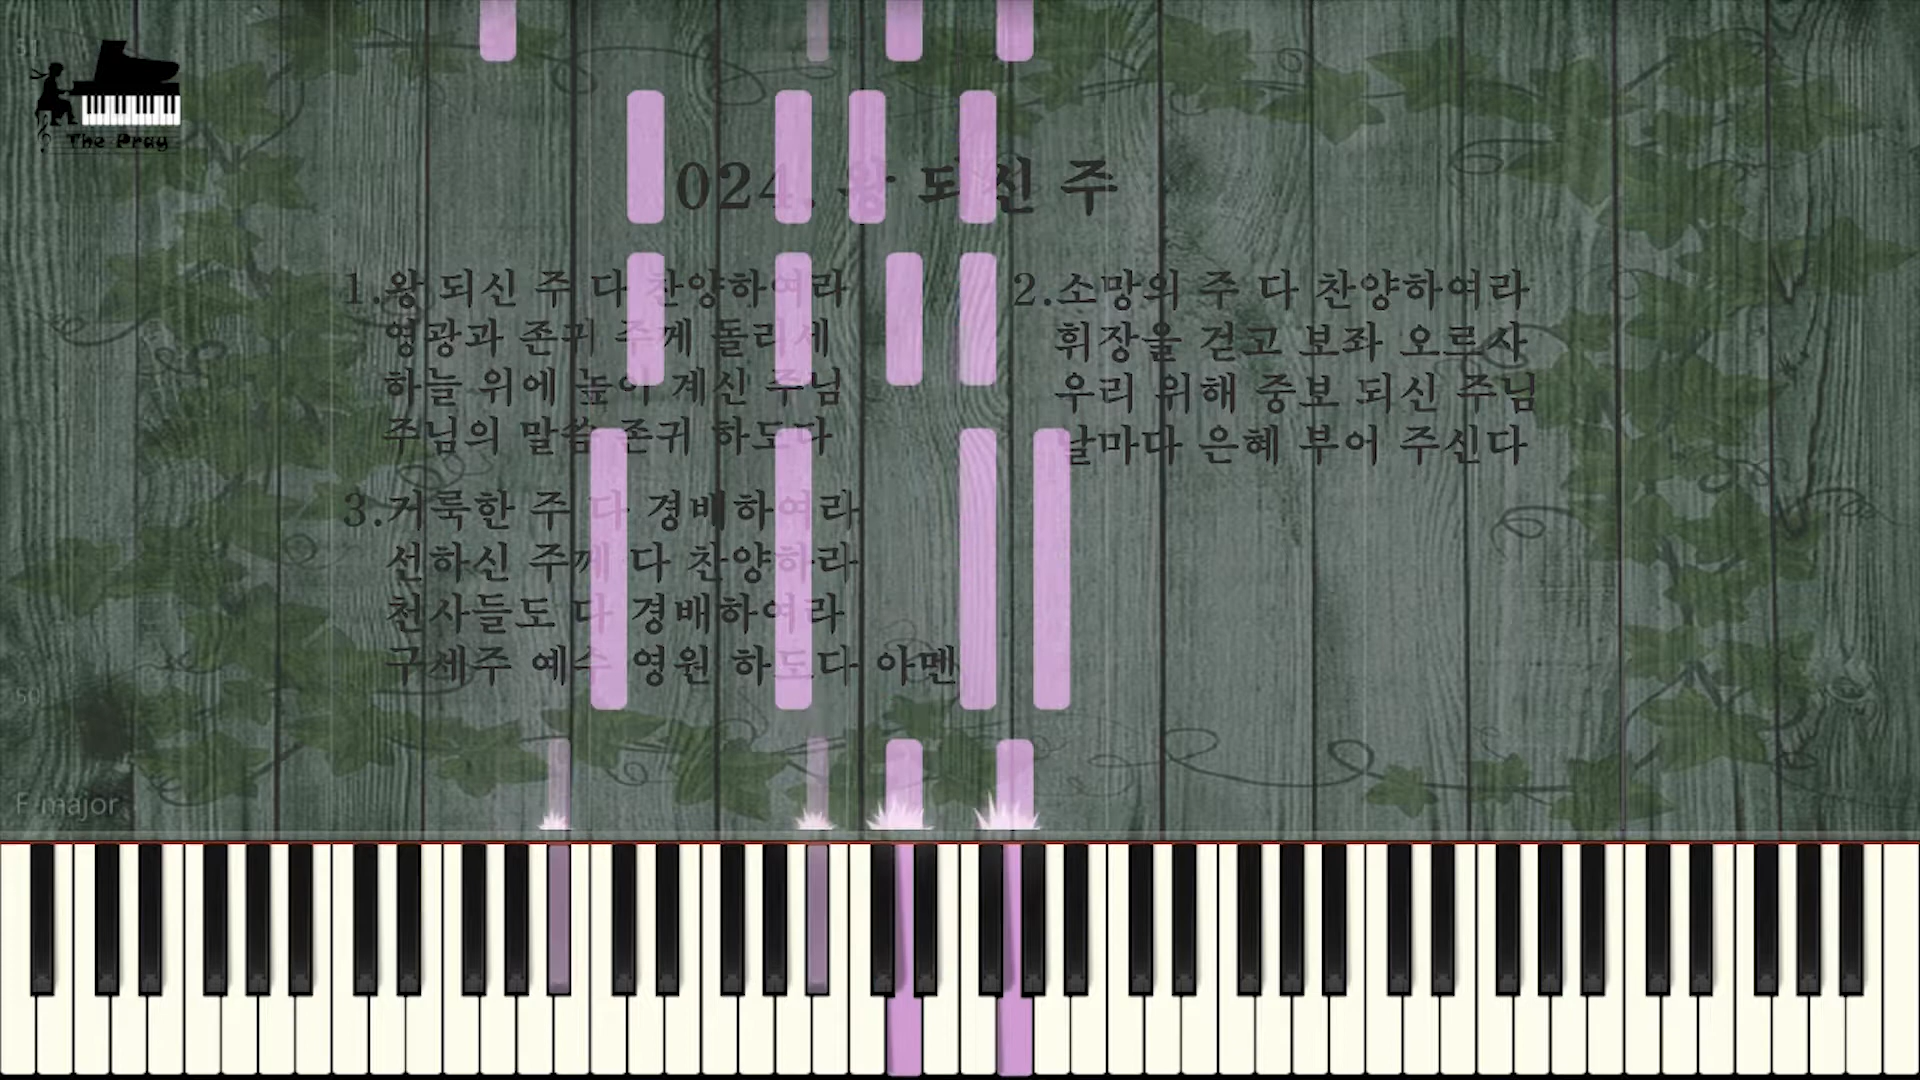 51
The Pray
024. 왕 되신 주
1.왕 되신 주 다 찬양하여라
영광과 존귀 주께 돌리세
하늘 위에 높이 계신 주님
주님의 말씀 존귀 하도다
2.소망의 주 다 찬양하여라
휘장을 걷고 보좌 오르사
우리 위해 중보 되신 주님
날마다 은혜 부어 주신다
3.거룩한 주 다 경배하여라
선하신 주께 다 찬양하라
천사들도 다 경배하여라
구세주 예수 영원 하도다 아멘
50
F major